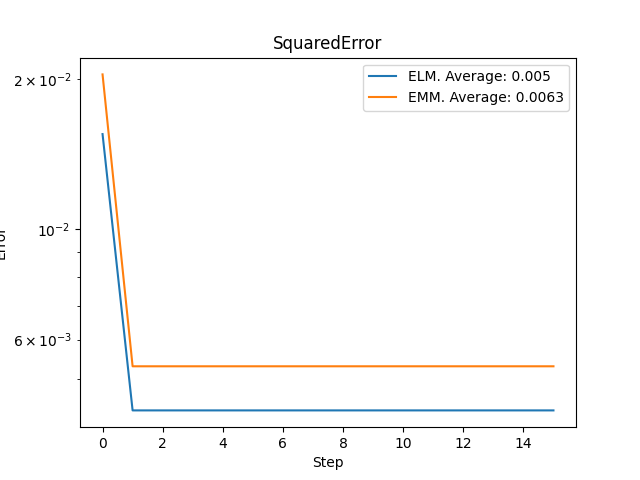 SquaredError
ELM. Average: 0.005
EMM. Average: 0.0063
2 × 10⁻²
10⁻²
6 × 10⁻³
Error
0 2 4 6 8 10 12 14
Step